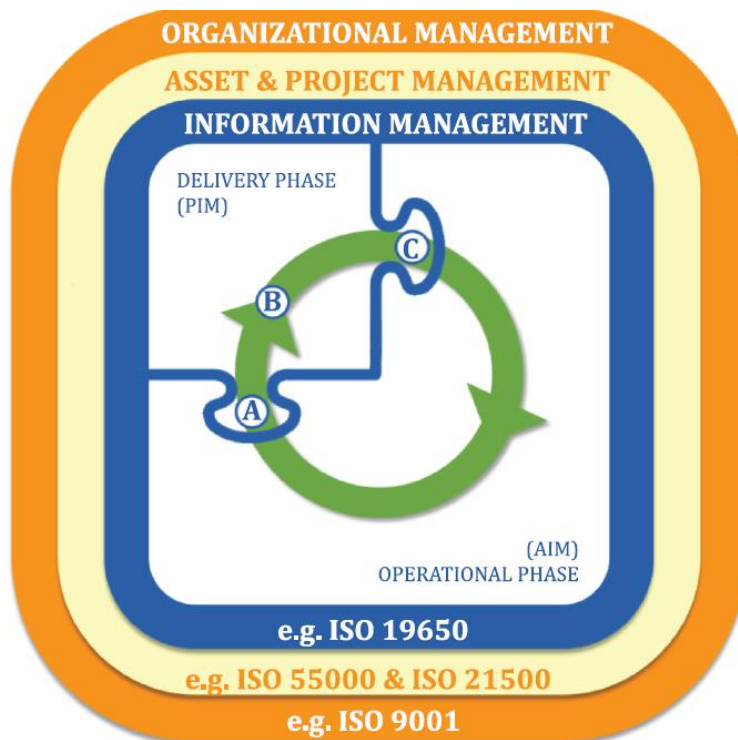 ORGANIZATIONAL MANAGEMENT
ASSET & PROJECT MANAGEMENT
INFORMATION MANAGEMENT
DELIVERY PHASE
(PIM)
C
B
A
(AIM)
OPERATIONAL PHASE
e.g. ISO 19650
e.g. ISO 55000 & ISO 21500
e.g. ISO 9001